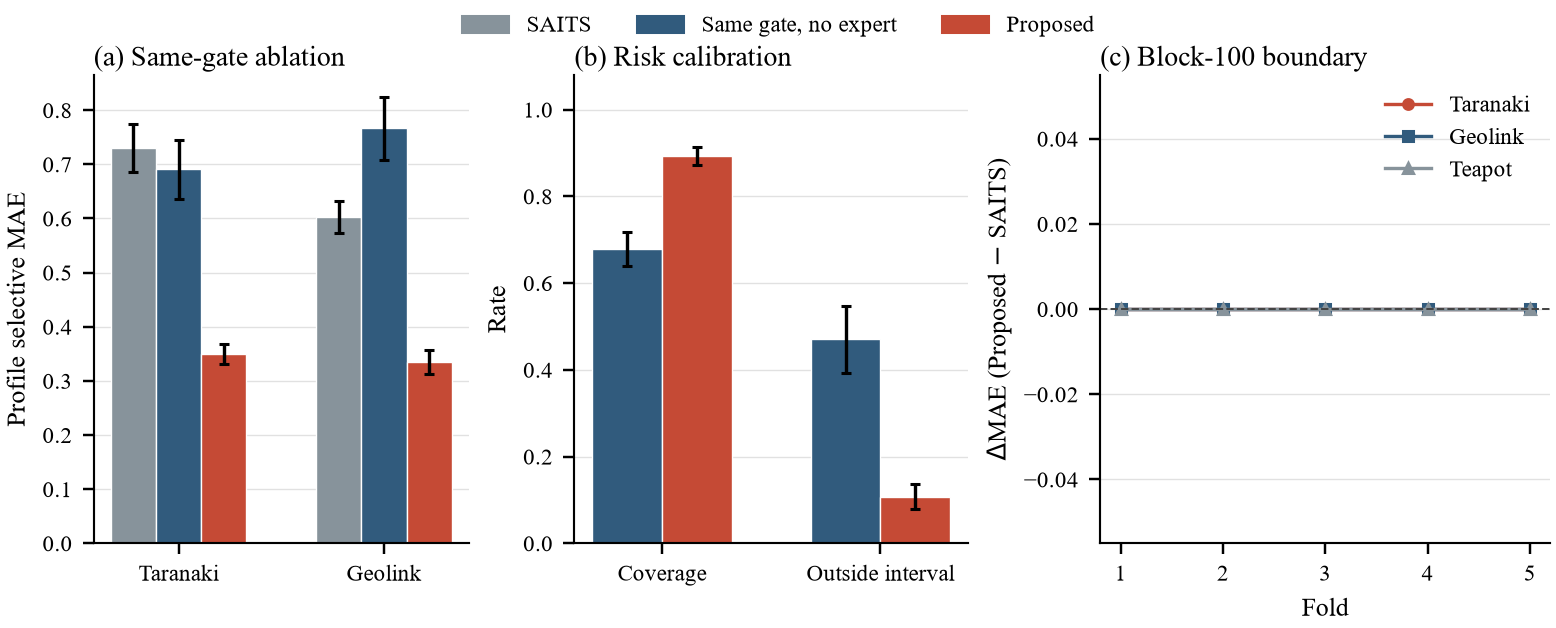 SAITS Same gate, no expert Proposed
(a) Same-gate ablation
Profile selective MAE
0.8
0.7
0.6
0.5
0.4
0.3
0.2
0.1
0.0
Taranaki Geolink
(b) Risk calibration
Rate
1.0
0.8
0.6
0.4
0.2
0.0
Coverage Outside interval
(c) Block-100 boundary
ΔMAE (Proposed − SAITS)
Taranaki
Geolink
Teapot
0.04
0.02
0.00
−0.02
−0.04
1 2 3 4 5
Fold